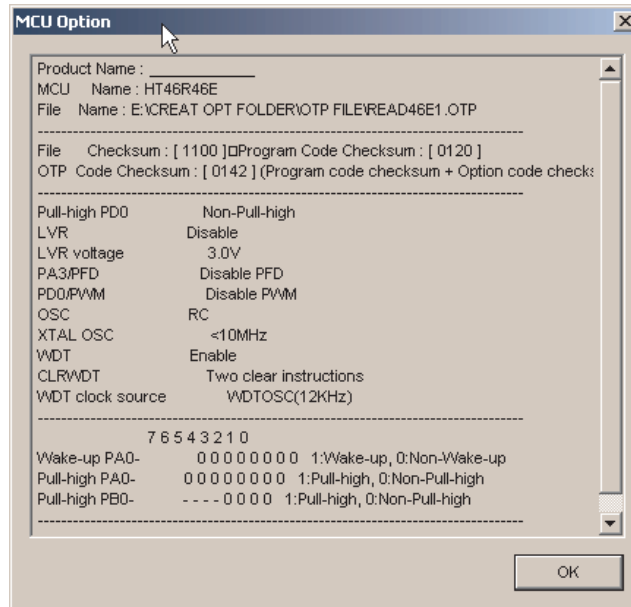 MCU Option
Product Name :
MCU Name : HT46R46E
File Name : E:\CREAT OPT FOLDER\OTP FILE\READ46E1.OTP
File Checksum : [ 1100 ]□Program Code Checksum : [ 0120 ]
OTP Code Checksum : [ 0142 ] (Program code checksum + Option code checks
Pull-high PD0 Non-Pull-high
LVR Disable
LVR voltage 3.0V
PA3/PFD Disable PFD
PD0/PWM Disable PWM
OSC RC
XTAL OSC <10MHz
WDT Enable
CLRWDT Two clear instructions
WDT clock source WDTOSC(12KHz)
7 6 5 4 3 2 1 0
Wake-up PA0- 0 0 0 0 0 0 0 0 1:Wake-up, 0:Non-Wake-up
Pull-high PA0- 0 0 0 0 0 0 0 0 1:Pull-high, 0:Non-Pull-high
Pull-high PB0- - - - - 0 0 0 0 1:Pull-high, 0:Non-Pull-high
OK